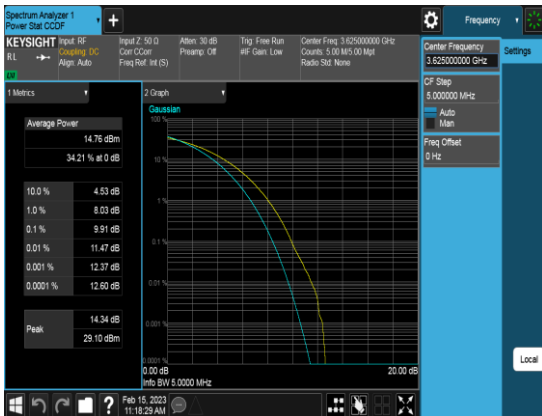 Spectrum Analyzer 1
Power Stat CCDF
+
Frequency
KEYSIGHT
Input: RF
Input Z: 50 Ω
Atten: 30 dB
Trig: Free Run
Center Freq: 3.625000000 GHz
R L
Coupling: DC
Corr CCorr
Preamp: Off
#IF Gain: Low
Counts: 5.00 M/5.00 Mpt
Align: Auto
Freq Ref: Int (S)
Radio Std: None
Center Frequency
3.625000000 GHz
Settings
CF Step
5.000000 MHz
Auto
Man
Freq Offset
0 Hz
Local
1 Metrics
Average Power
14.76 dBm
34.21 % at 0 dB
10.0 % 4.53 dB
1.0 % 8.03 dB
0.1 % 9.91 dB
0.01 % 11.47 dB
0.001 % 12.37 dB
0.0001 % 12.60 dB
Peak
14.34 dB
29.10 dBm
2 Graph
Gaussian
100 %
10 %
1 %
0.1 %
0.01 %
0.001 %
0.0001 %
0.00 dB
20.00 dB
Info BW 5.0000 MHz
?
Feb 15, 2023
11:18:29 AM